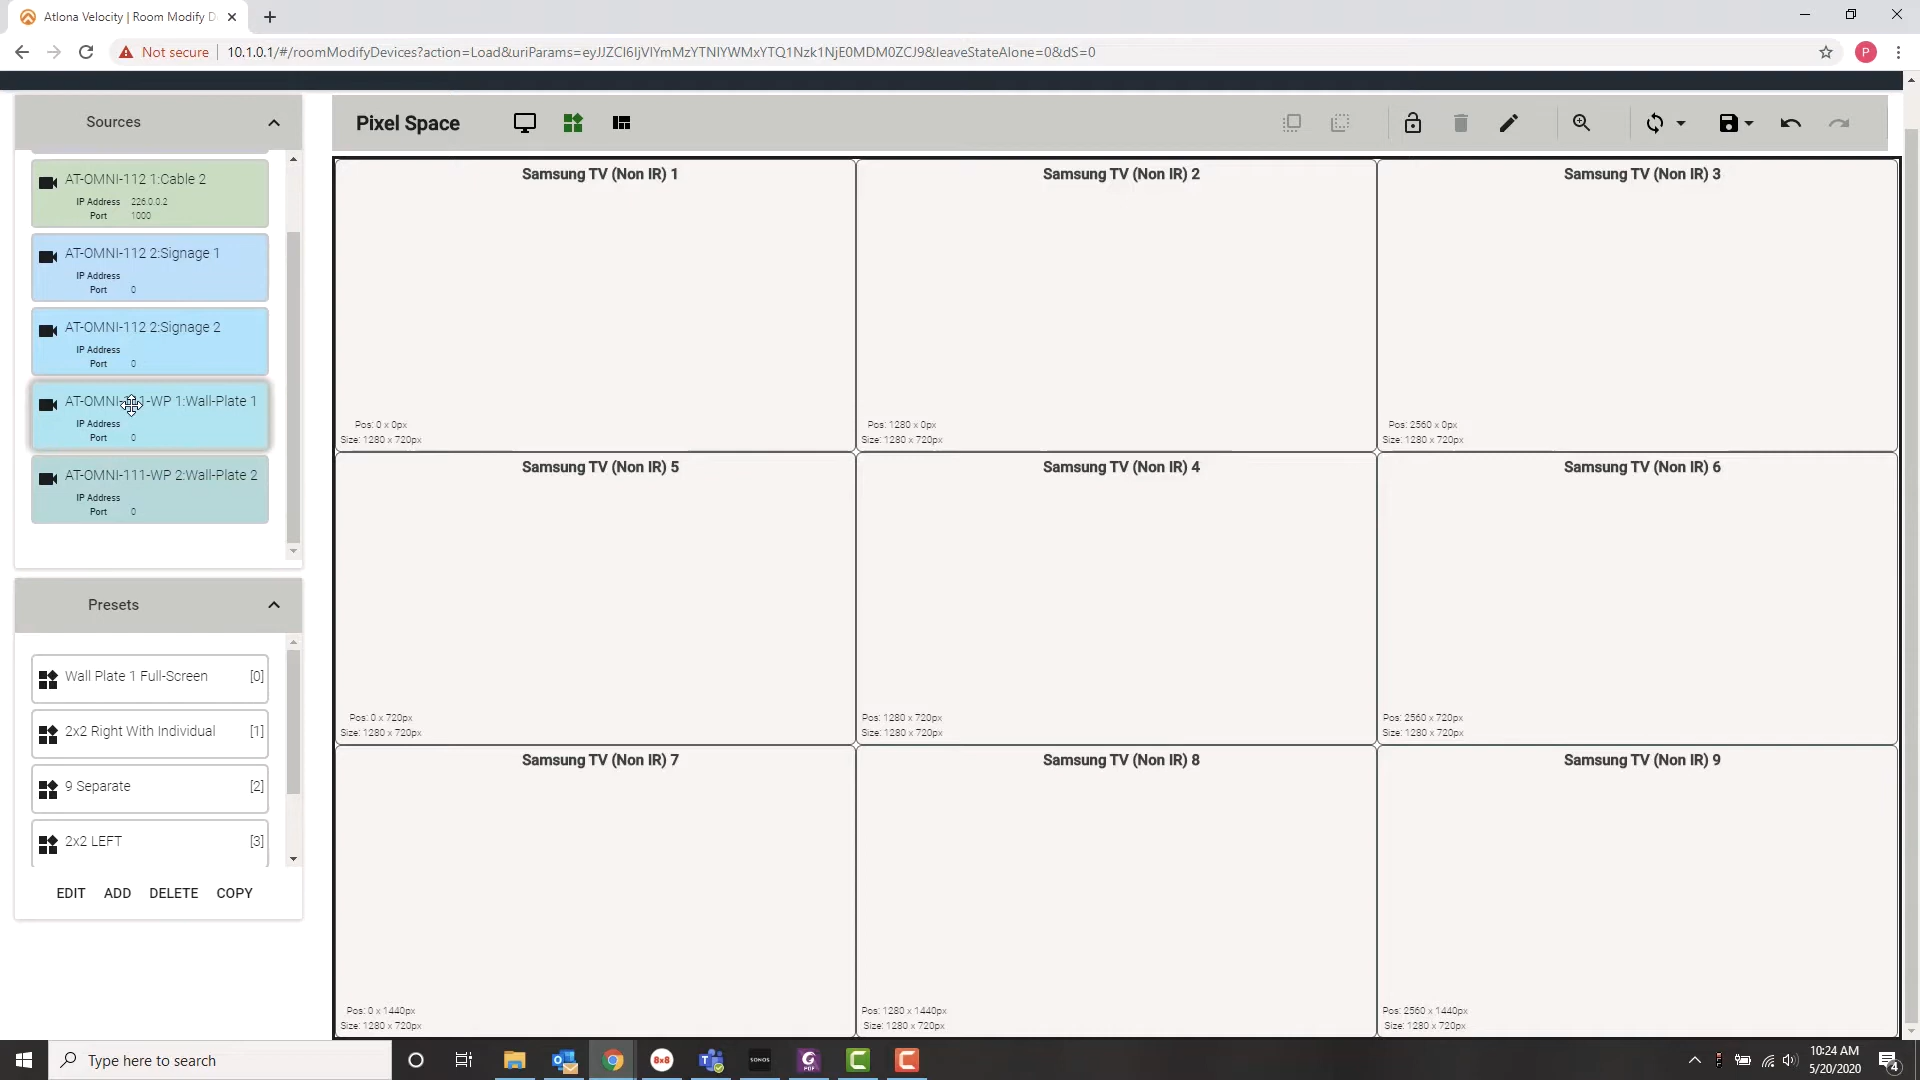 Atlona Velocity | Room Modify D
Not secure
10.1.0.1/#/roomModifyDevices?action=Load&uriParams=eyJJZCI6IjVlYmMzYTNlYWMxYTQ1Nzk1NjE0MDM0ZCJ9&leaveStateAlone=0&dS=0
P
Sources
AT-OMNI-112 1:Cable 2
IP Address 226.0.0.2
Port 1000
AT-OMNI-112 2:Signage 1
IP Address
Port 0
AT-OMNI-112 2:Signage 2
IP Address
Port 0
AT-OMNI-111-WP 1:Wall-Plate 1
IP Address
Port 0
AT-OMNI-111-WP 2:Wall-Plate 2
IP Address
Port 0
Presets
Wall Plate 1 Full-Screen [0]
2x2 Right With Individual [1]
9 Separate [2]
2x2 LEFT [3]
EDIT ADD DELETE COPY
Pixel Space
Samsung TV (Non IR) 1
Pos: 0 x 0px
Size: 1280 x 720px
Samsung TV (Non IR) 2
Pos: 1280 x 0px
Size: 1280 x 720px
Samsung TV (Non IR) 3
Pos: 2560 x 0px
Size: 1280 x 720px
Samsung TV (Non IR) 5
Pos: 0 x 720px
Size: 1280 x 720px
Samsung TV (Non IR) 4
Pos: 1280 x 720px
Size: 1280 x 720px
Samsung TV (Non IR) 6
Pos: 2560 x 720px
Size: 1280 x 720px
Samsung TV (Non IR) 7
Pos: 0 x 1440px
Size: 1280 x 720px
Samsung TV (Non IR) 8
Pos: 1280 x 1440px
Size: 1280 x 720px
Samsung TV (Non IR) 9
Pos: 2560 x 1440px
Size: 1280 x 720px
Type here to search
8x8
SONOS
PDF
10:24 AM
5/20/2020
4